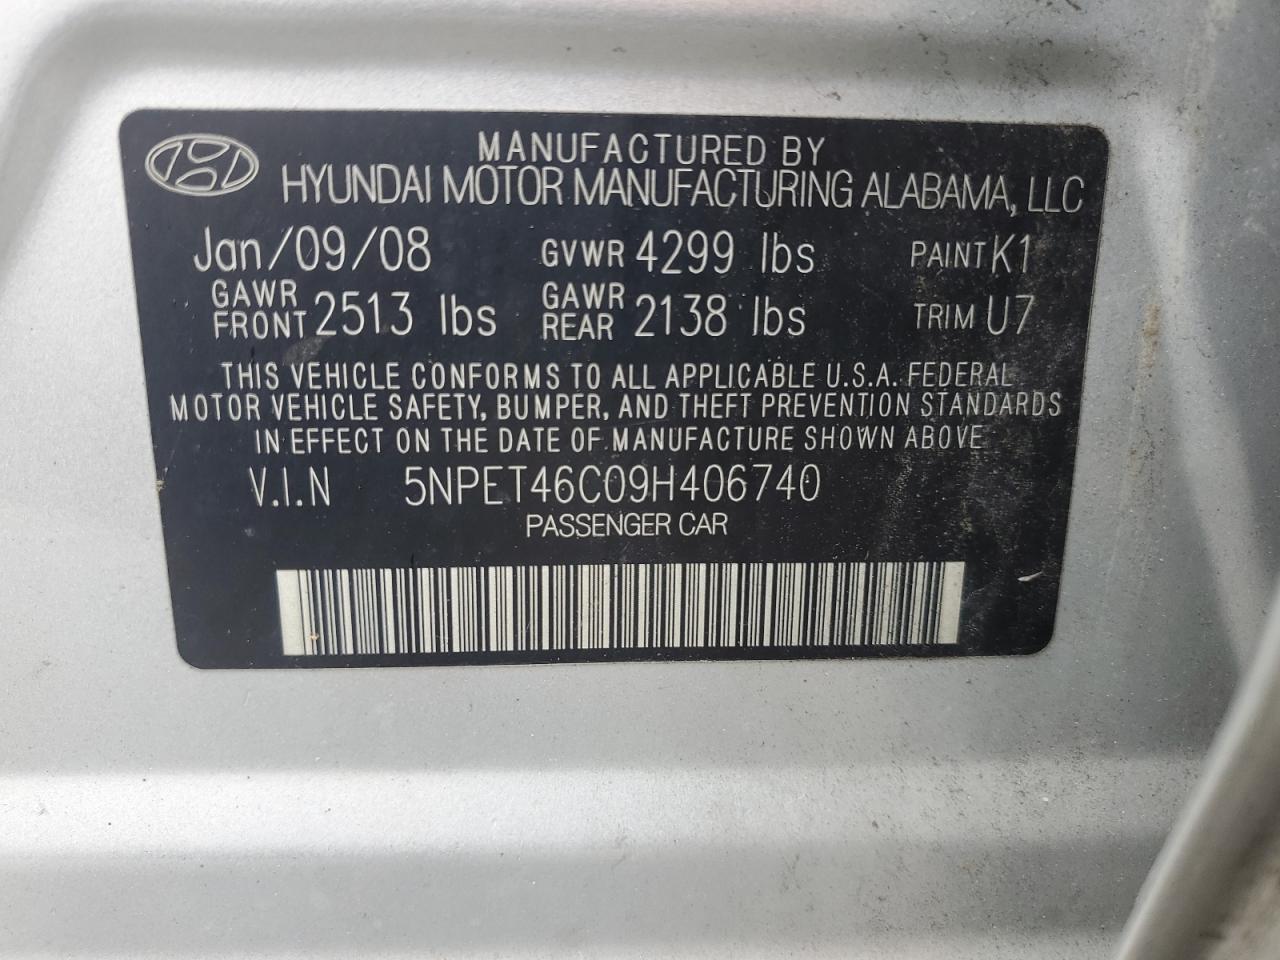 MANUFACTURED BY
HYUNDAI MOTOR MANUFACTURING ALABAMA, LLC
Jan/09/08 GVWR 4299 lbs PAINT K1
GAWR FRONT 2513 lbs GAWR REAR 2138 lbs TRIM U7
THIS VEHICLE CONFORMS TO ALL APPLICABLE U.S.A. FEDERAL
MOTOR VEHICLE SAFETY, BUMPER, AND THEFT PREVENTION STANDARDS
IN EFFECT ON THE DATE OF MANUFACTURE SHOWN ABOVE
V.I.N 5NPET46C09H406740
PASSENGER CAR